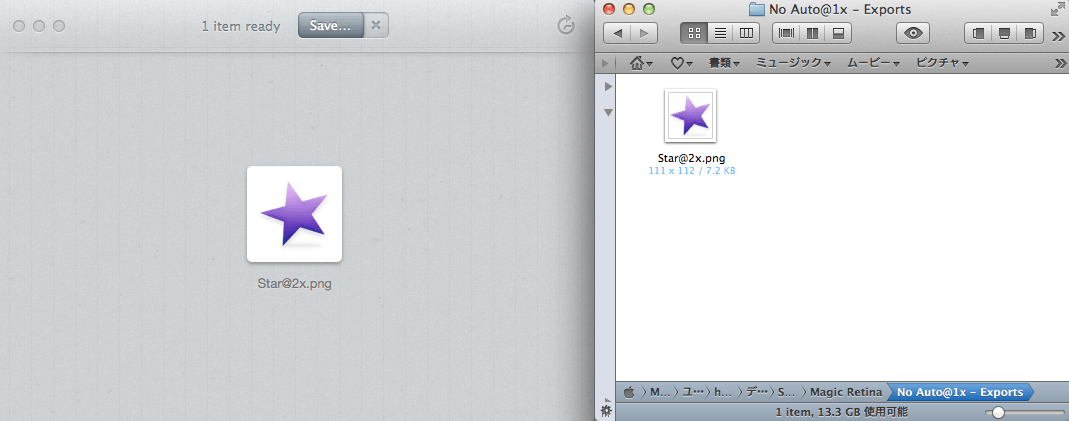 1 item ready
Save...
Star@2x.png
No Auto@1x – Exports
書類
ミュージック
ムービー
ピクチャ
Star@2x.png
111 x 112 / 7.2 KB
M…
ユ…
h…
デ…
S…
Magic Retina
No Auto@1x – Exports
1 item, 13.3 GB 使用可能